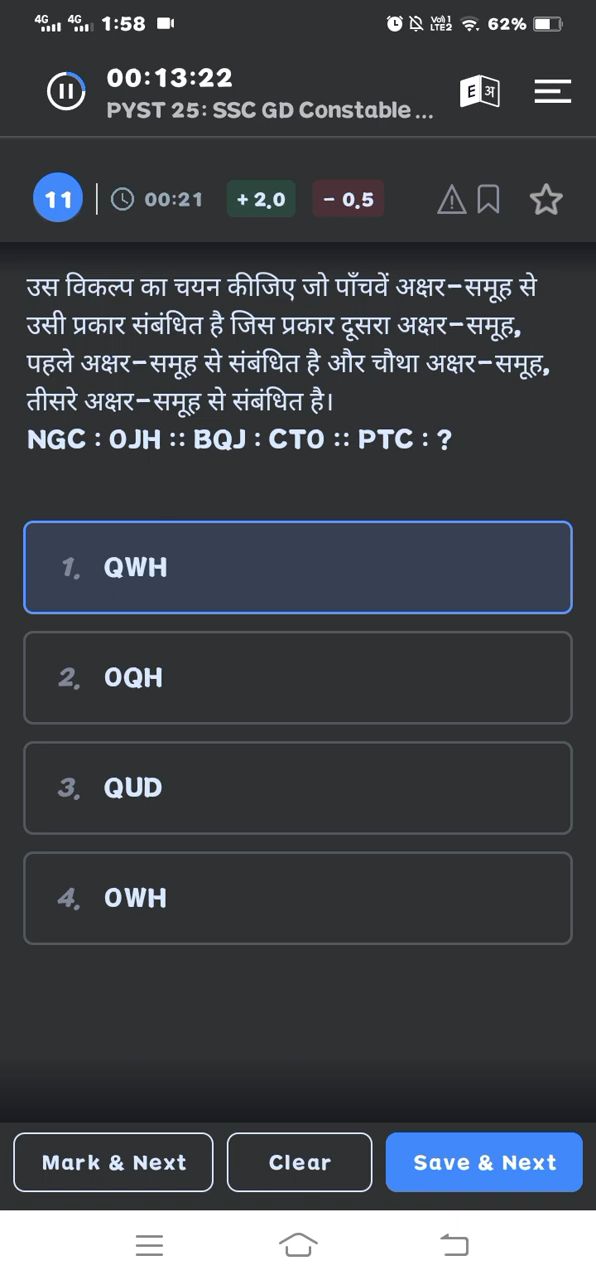 4G 4G 1:58 Vo) 1 LTE2 62%
00:13:22
PYST 25: SSC GD Constable ...
E अ
11 00:21 + 2.0 - 0.5
उस विकल्प का चयन कीजिए जो पाँचवें अक्षर-समूह से
उसी प्रकार संबंधित है जिस प्रकार दूसरा अक्षर-समूह,
पहले अक्षर-समूह से संबंधित है और चौथा अक्षर-समूह,
तीसरे अक्षर-समूह से संबंधित है।
NGC : OJH :: BQJ : CTO :: PTC : ?
1. QWH
2. OQH
3. QUD
4. OWH
Mark & Next Clear Save & Next